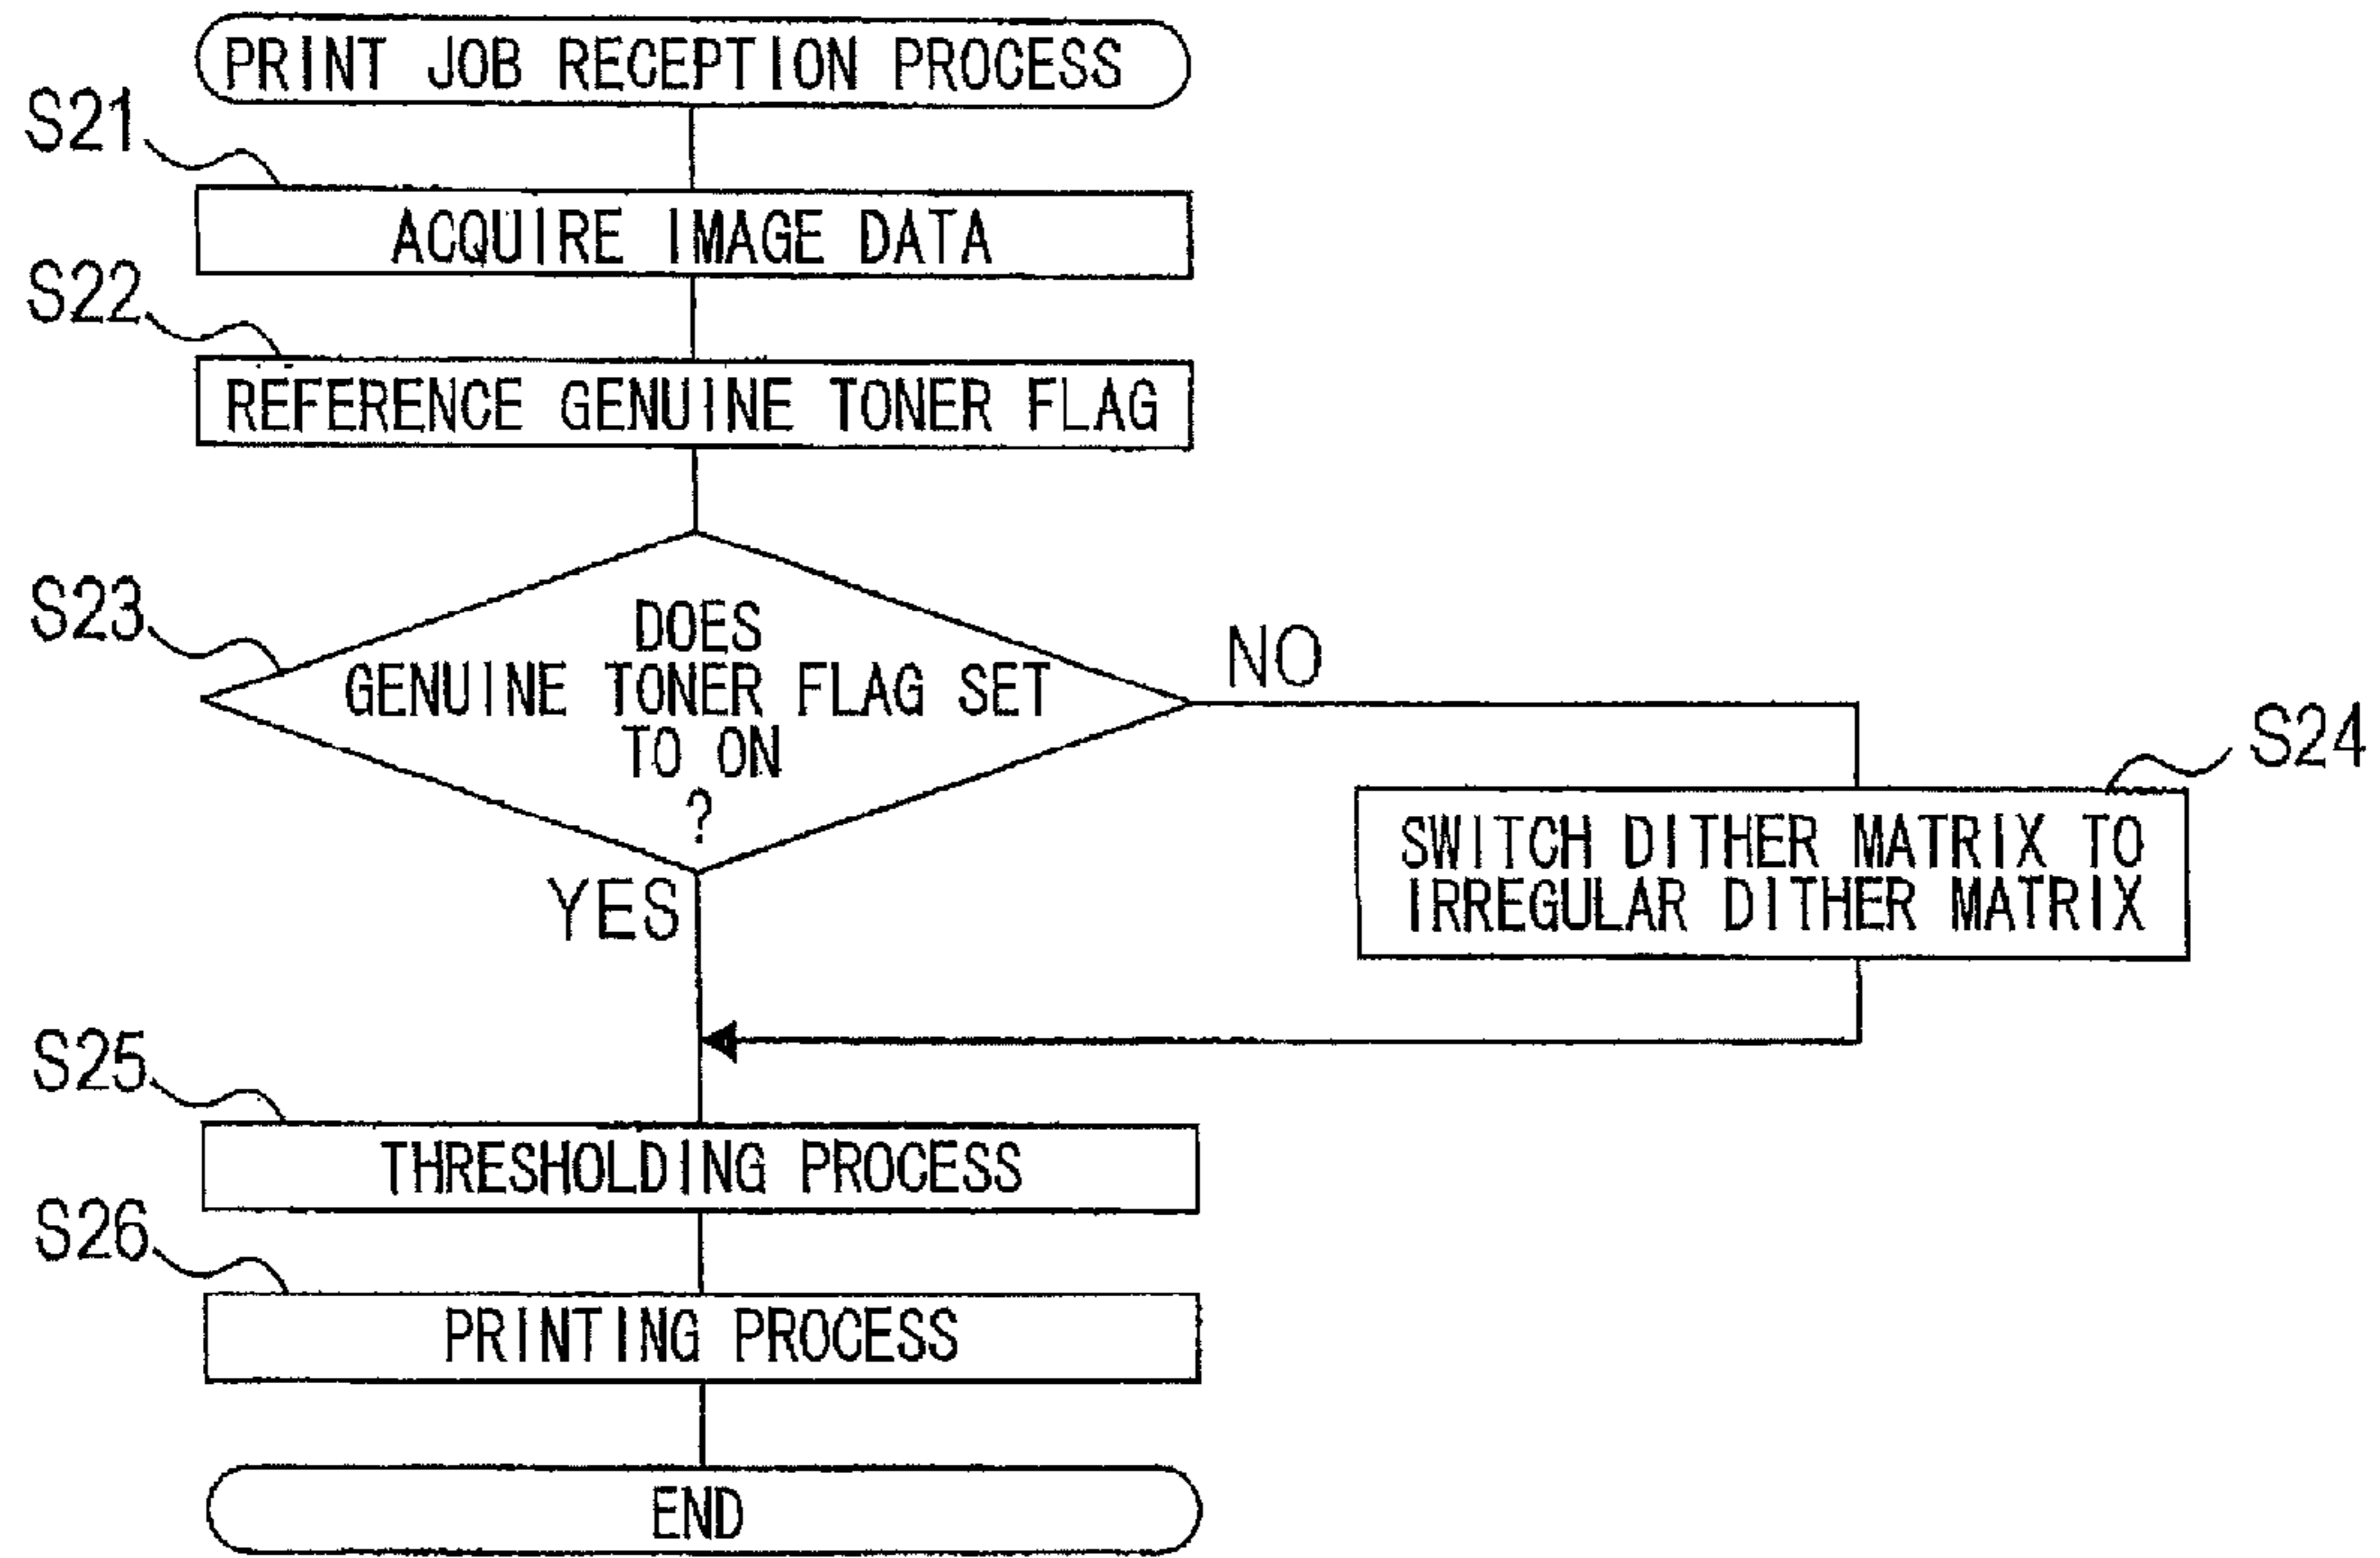 PRINT JOB RECEPTION PROCESS
S21
ACQUIRE IMAGE DATA
S22
REFERENCE GENUINE TONER FLAG
S23
DOES
GENUINE TONER FLAG SET
TO ON
?
NO
YES
S24
SWITCH DITHER MATRIX TO
IRREGULAR DITHER MATRIX
S25
THRESHOLDING PROCESS
S26
PRINTING PROCESS
END